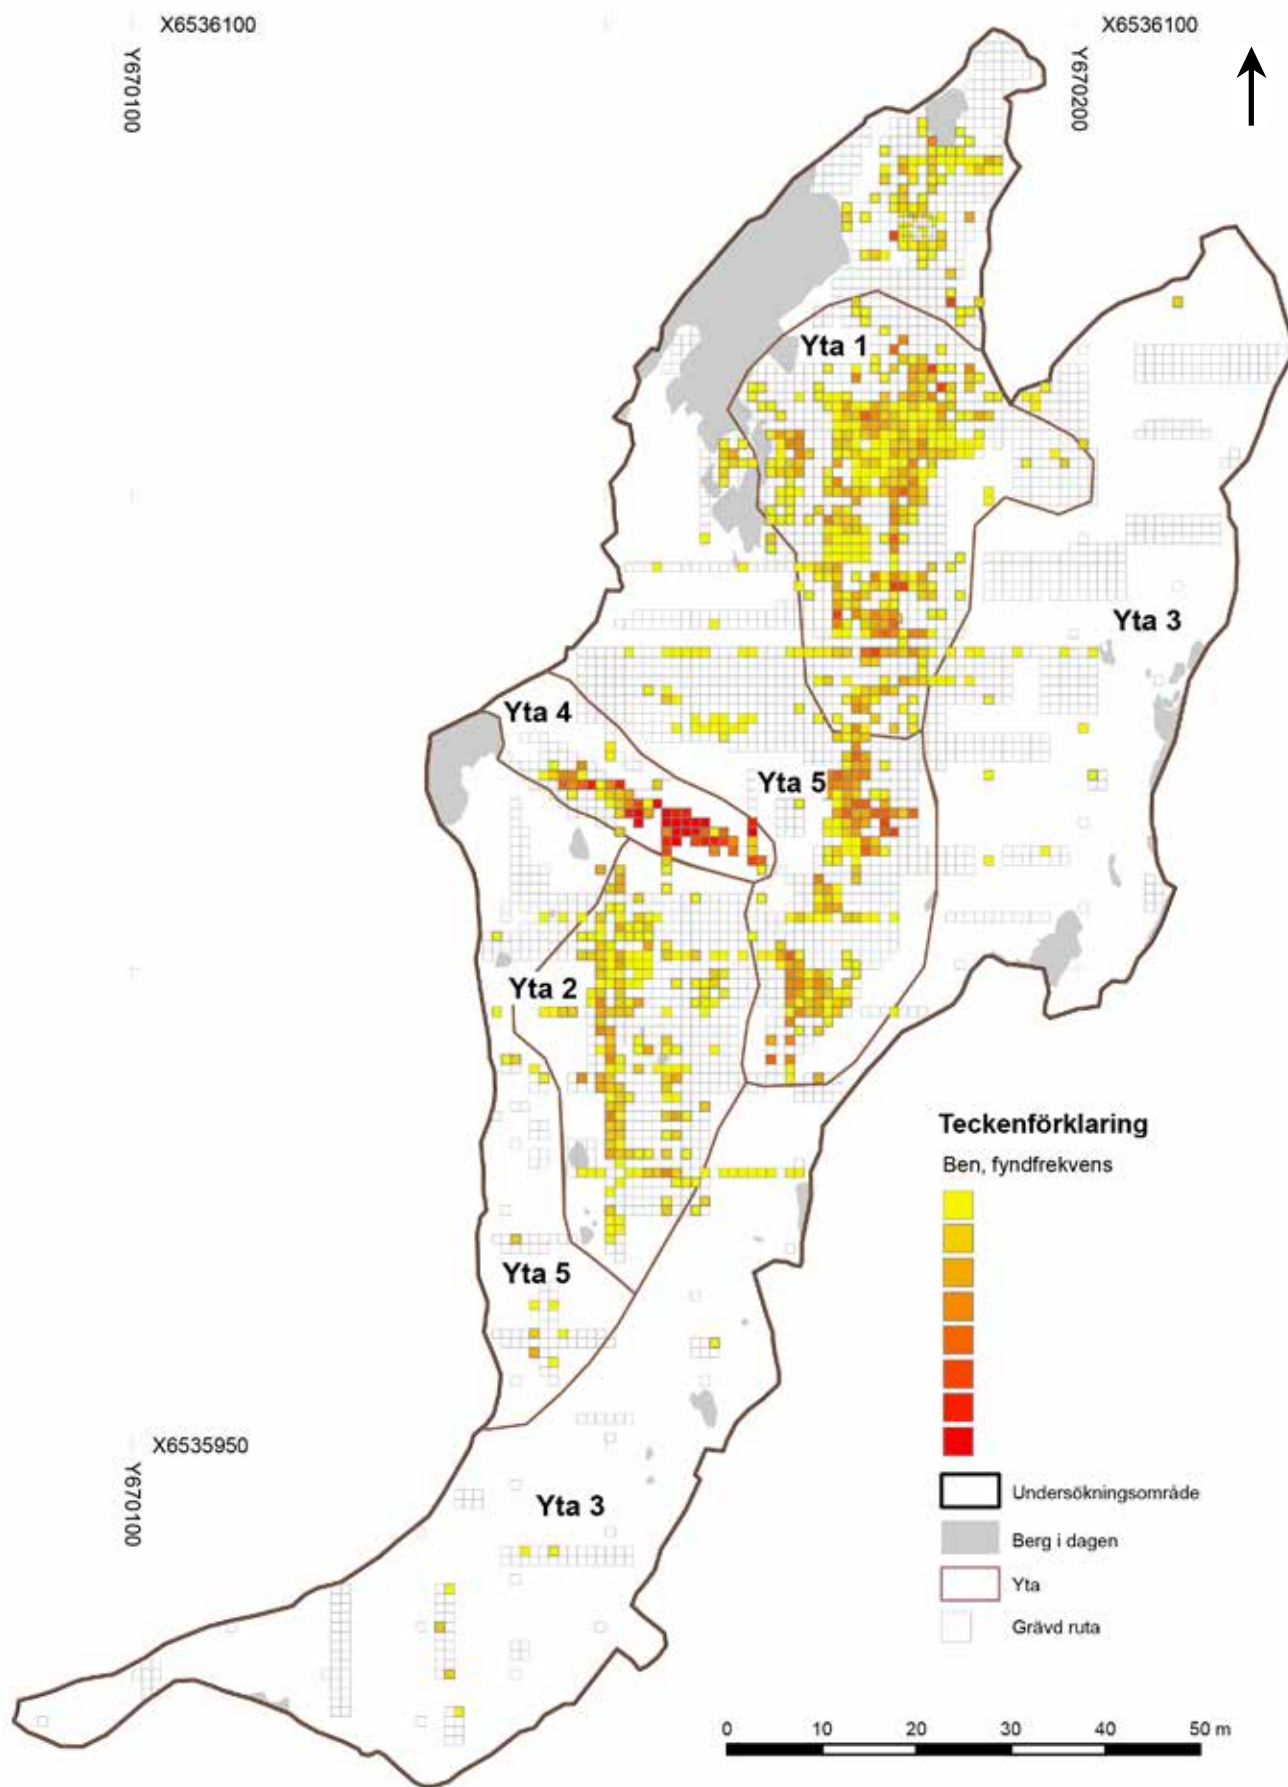 X6536100
X6536100
Y670100
Y670200
Yta 1
Yta 3
Yta 4
Yta 5
Yta 2
Teckenförklaring
Ben, fyndfrekvens
Yta 5
X6535950
Y670100
Yta 3
Undersökningsområde
Berg i dagen
Yta
Grävd ruta
0 10 20 30 40 50 m